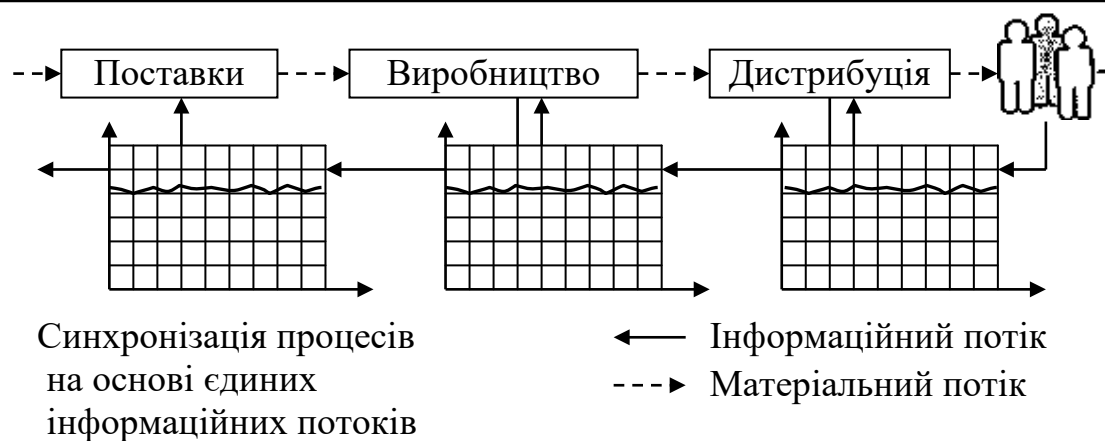 Поставки
Виробництво
Дистрибуція
Синхронізація процесів
на основі єдиних
інформаційних потоків
Інформаційний потік
Матеріальний потік